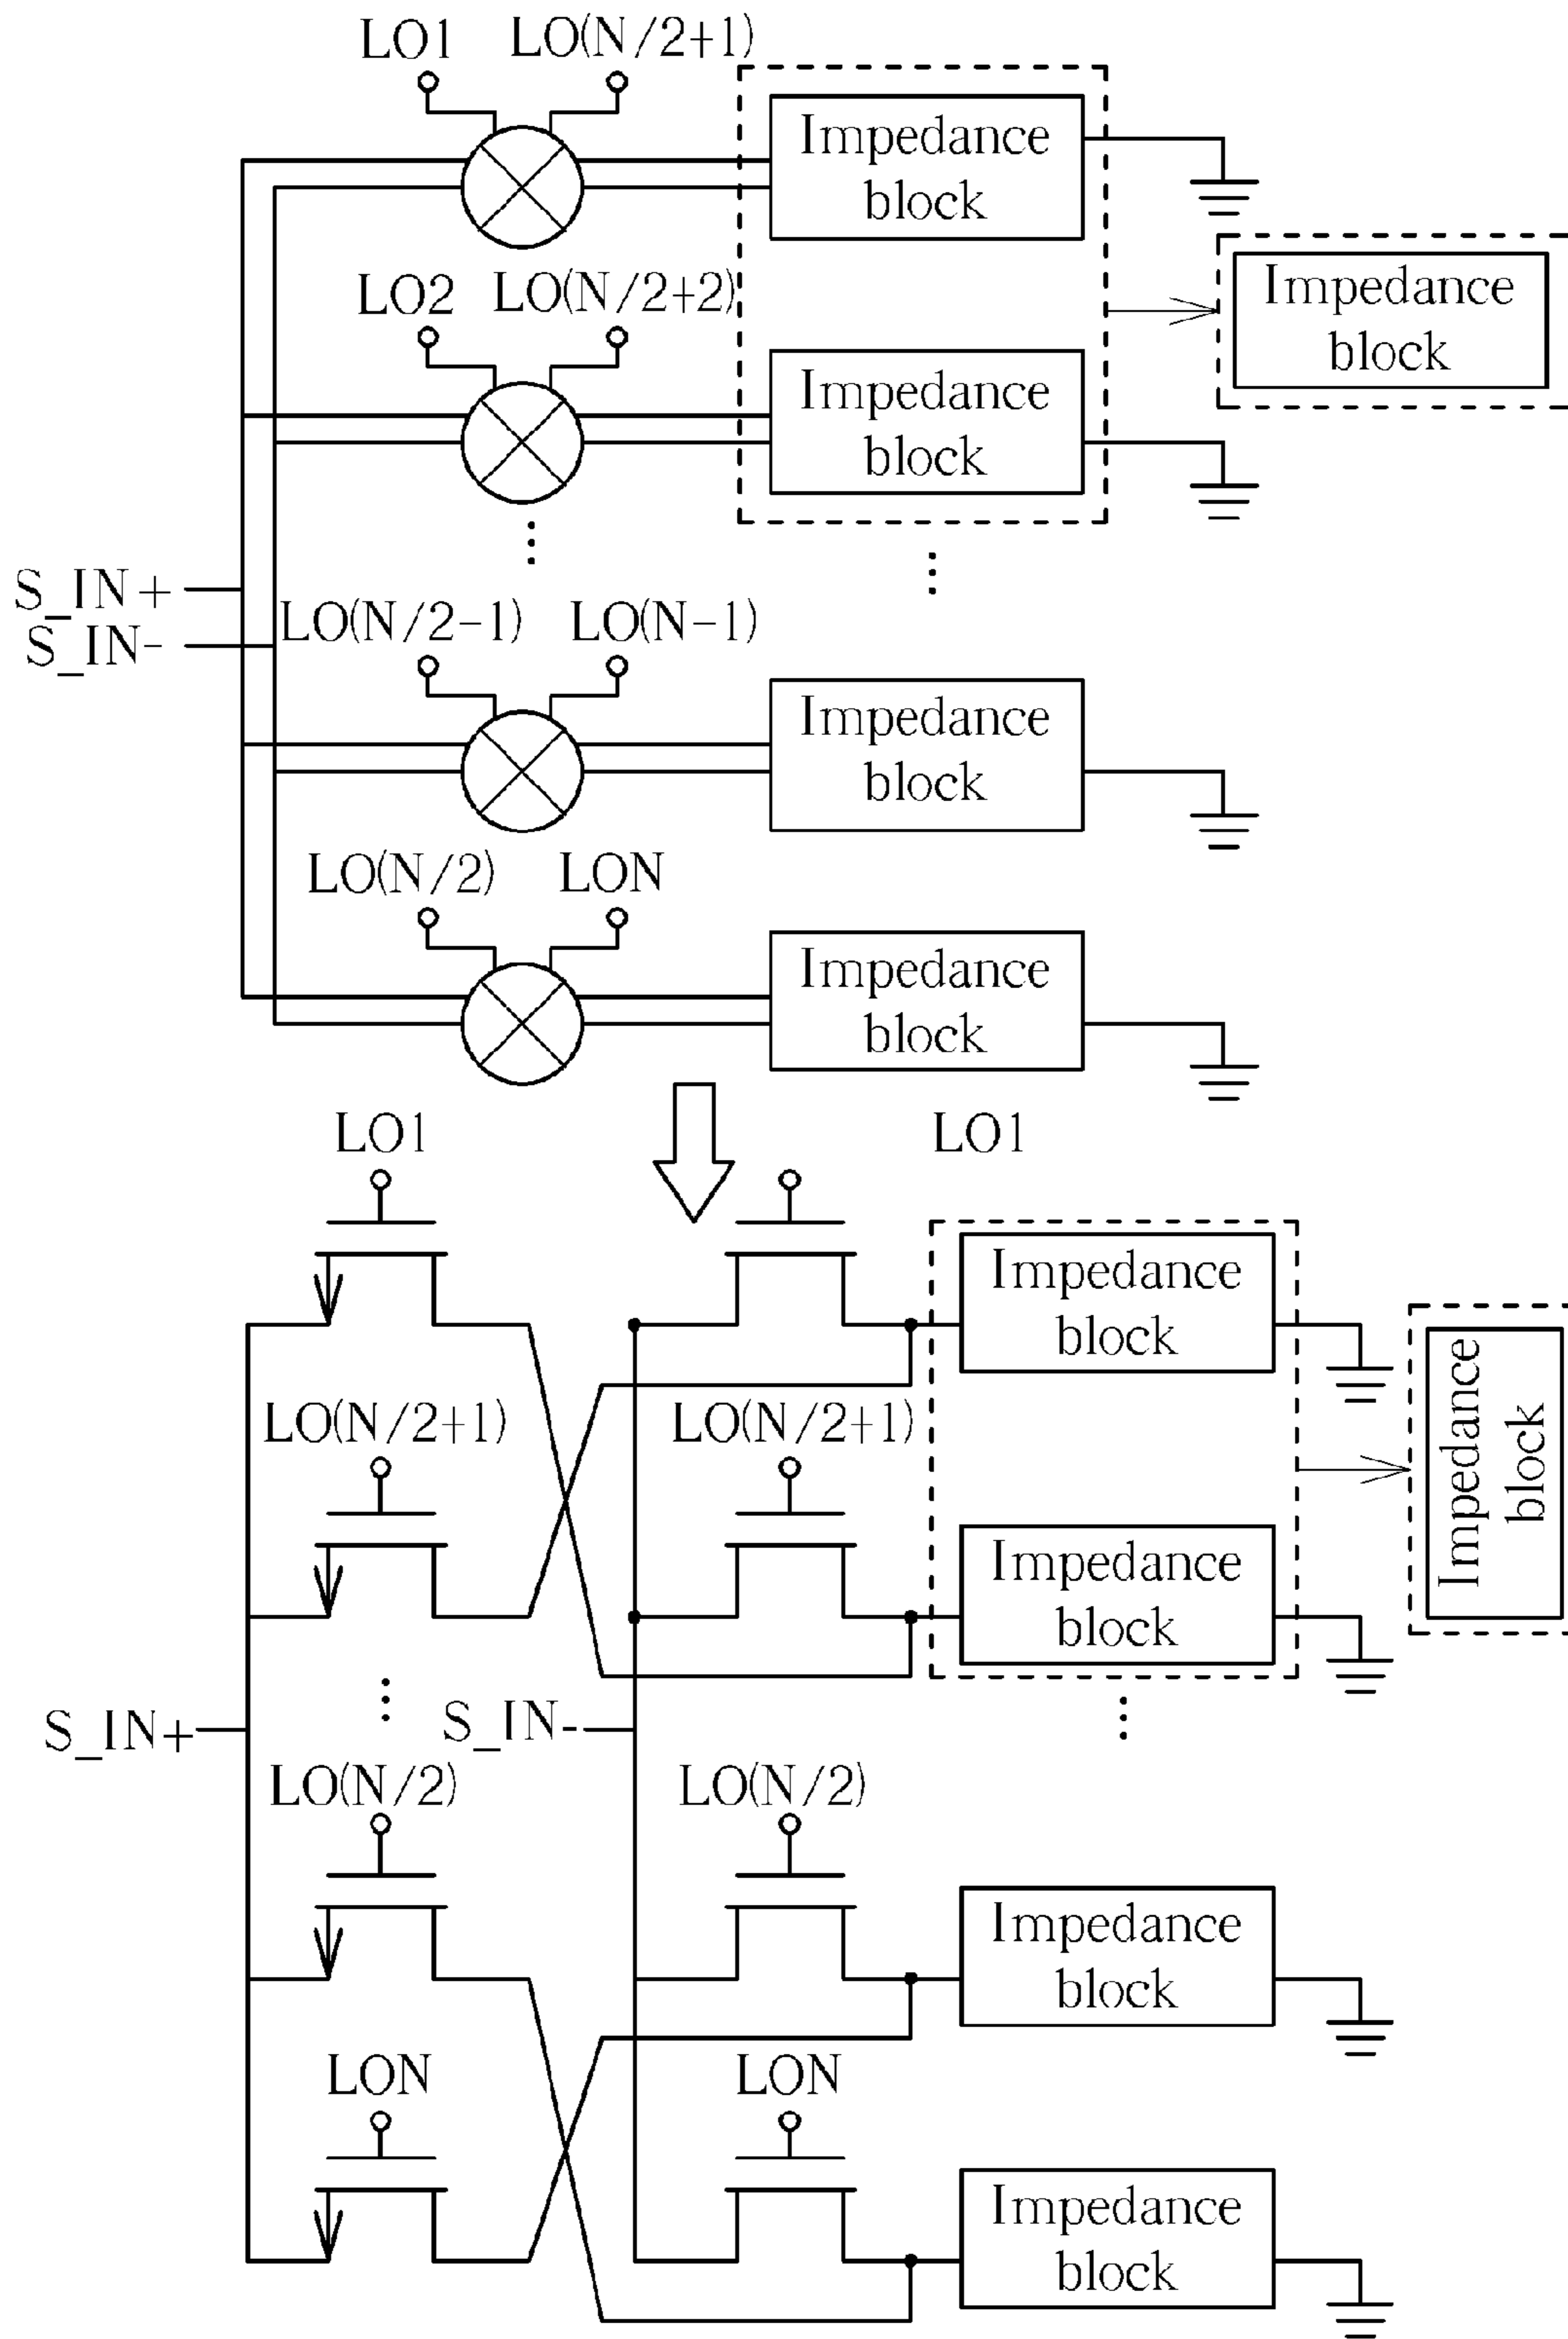 LO1 LO(N/2+1)
Impedance
block
LO2 LO(N/2+2)
Impedance
block
Impedance
block
S_IN+
S_IN-
LO(N/2-1) LO(N-1)
Impedance
block
LO(N/2) LON
Impedance
block
LO1 LO1
Impedance
block
LO(N/2+1) LO(N/2+1)
Impedance
block
Impedance
block
S_IN+ S_IN-
LO(N/2) LO(N/2)
Impedance
block
LON LON
Impedance
block